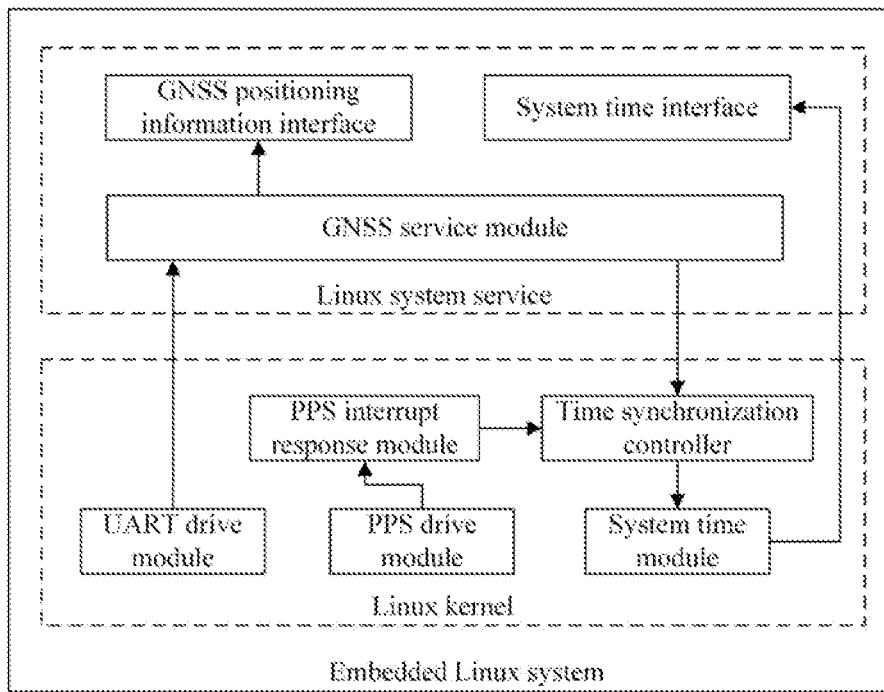 GNSS positioning
information interface
System time interface
GNSS service module
Linux system service
PPS interrupt
response module
Time synchronization
controller
UART drive
module
PPS drive
module
System time
module
Linux kernel
Embedded Linux system